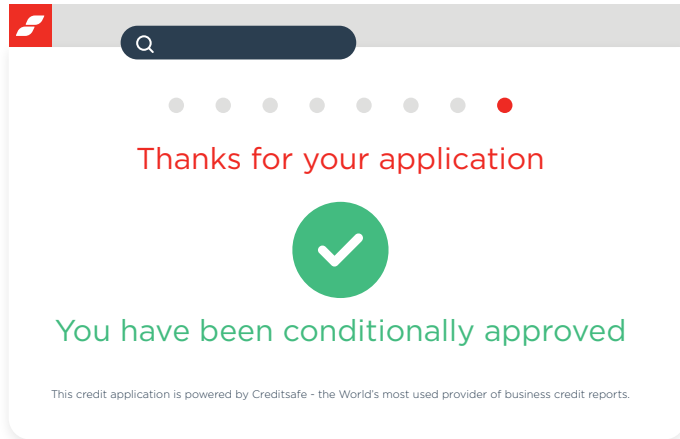 Thanks for your application
You have been conditionally approved
This credit application is powered by Creditsafe - the World's most used provider of business credit reports.